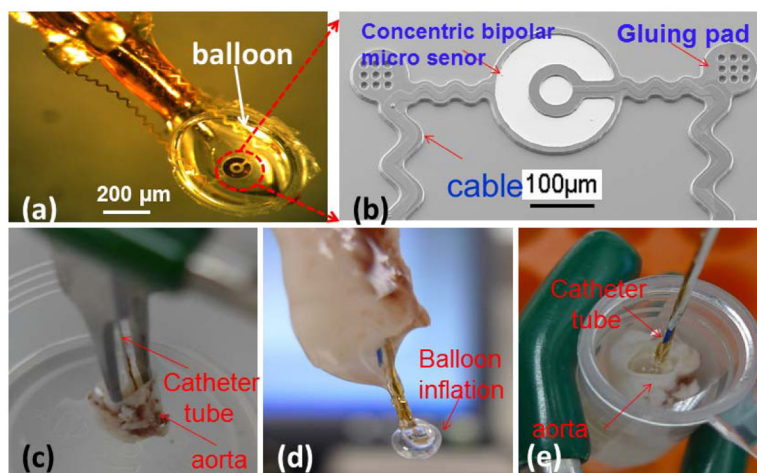 balloon
200 µm
(a)
Concentric bipolar
micro senor
Gluing pad
cable
100µm
(b)
Catheter
tube
aorta
(c)
Balloon
inflation
(d)
Catheter
tube
aorta
(e)